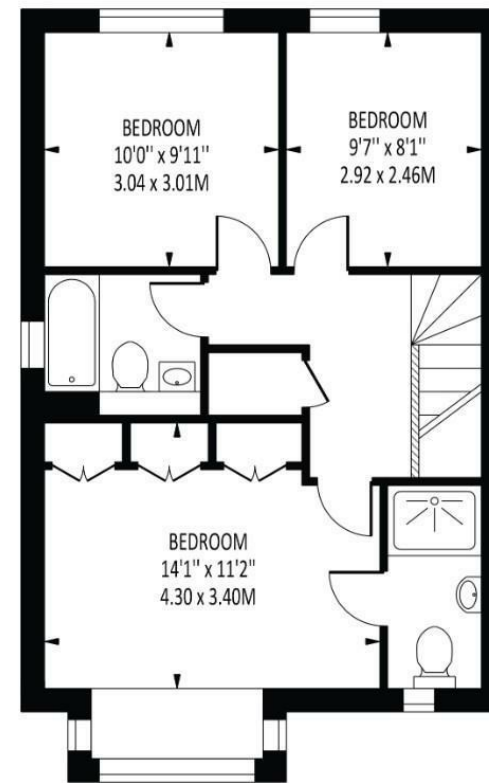 BEDROOM
10'0" x 9'11"
3.04 x 3.01M
BEDROOM
9'7" x 8'1"
2.92 x 2.46M
BEDROOM
14'1" x 11'2"
4.30 x 3.40M